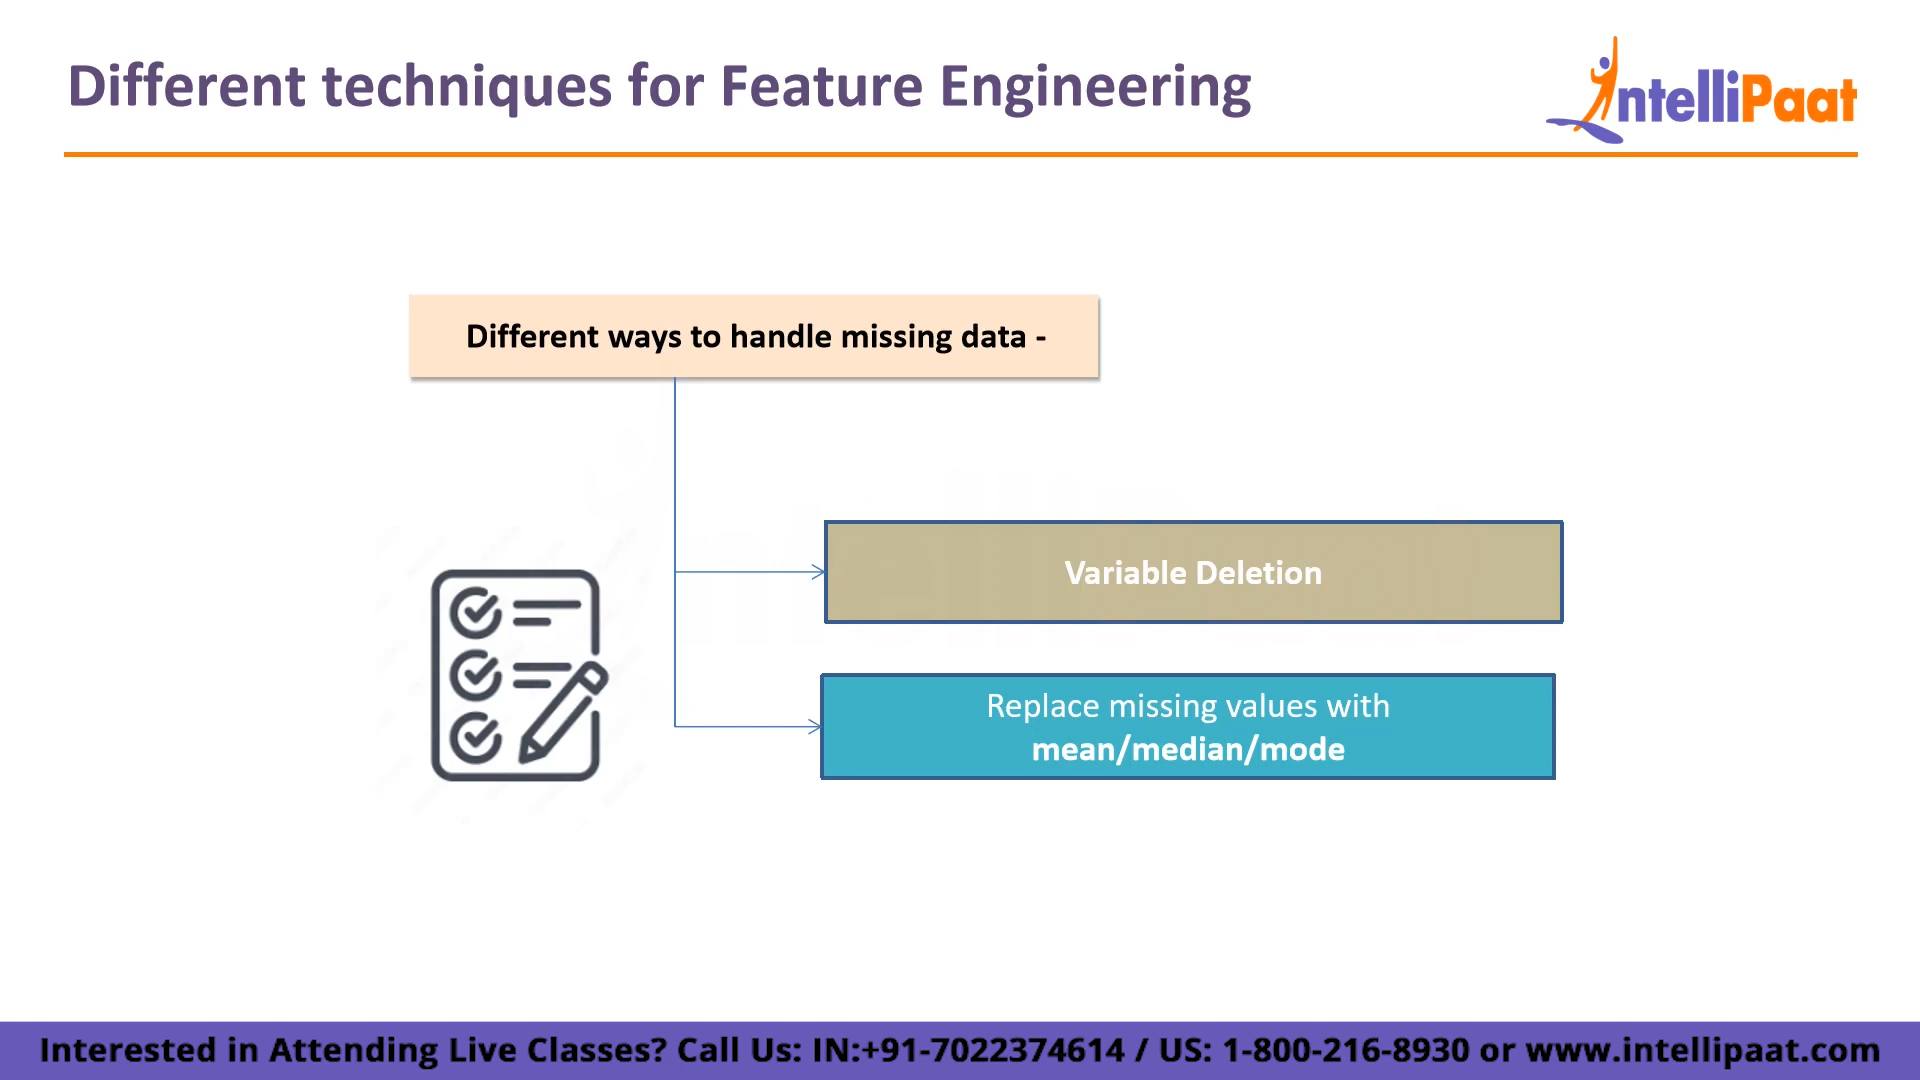 Different techniques for Feature Engineering
IntelliPaat
Different ways to handle missing data -
Variable Deletion
Replace missing values with
mean/median/mode
Interested in Attending Live Classes? Call Us: IN:+91-7022374614 / US: 1-800-216-8930 or www.intellipaat.com